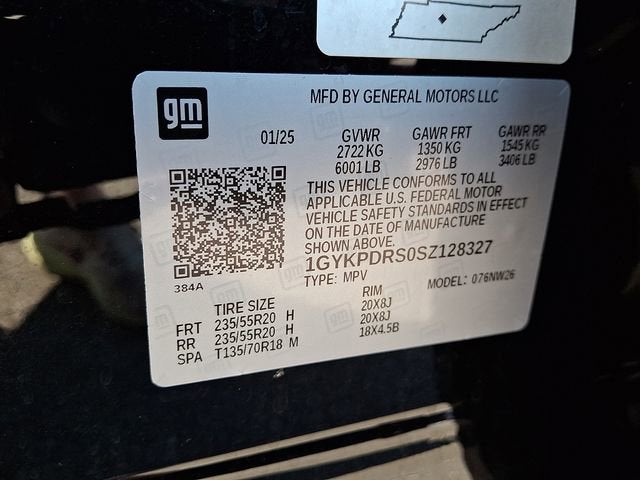 gm
MFD BY GENERAL MOTORS LLC
01/25 GVWR GAWR FRT GAWR RR
2722 KG 1350 KG 1545 KG
6001 LB 2976 LB 3406 LB
THIS VEHICLE CONFORMS TO ALL
APPLICABLE U.S. FEDERAL MOTOR
VEHICLE SAFETY STANDARDS IN EFFECT
ON THE DATE OF MANUFACTURE
SHOWN ABOVE.
1GYKPDRS0SZ128327
384A TYPE: MPV MODEL: 076NW26
TIRE SIZE RIM
FRT 235/55R20 H 20X8J
RR 235/55R20 H 20X8J
SPA T135/70R18 M 18X4.5B